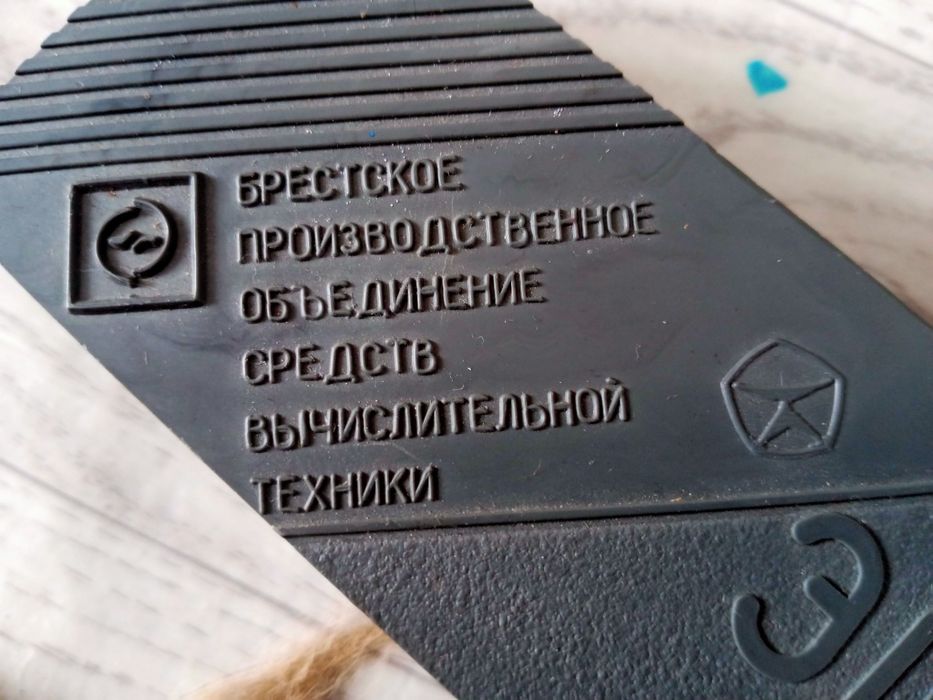 БРЕСТСКОЕ
ПРОИЗВОДСТВЕННОЕ
ОБЪЕДИНЕНИЕ
СРЕДСТВ
ВЫЧИСЛИТЕЛЬНОЙ
ТЕХНИКИ